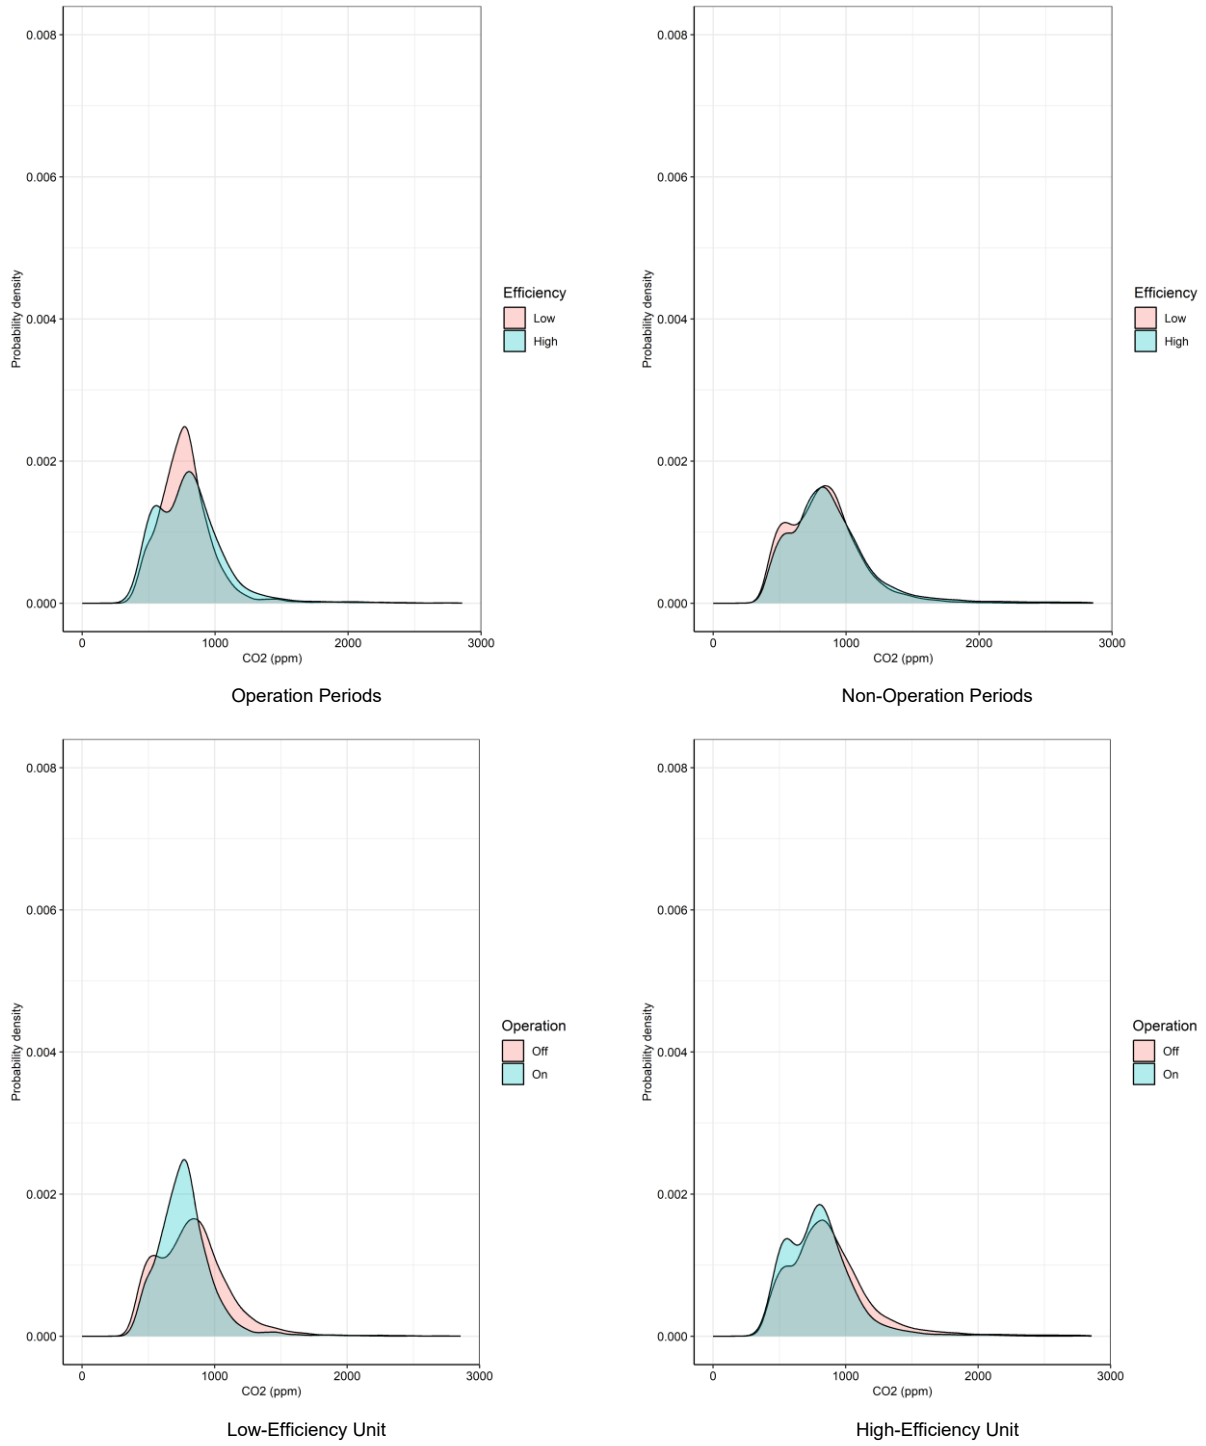 0.008
0.006
0.004
0.002
0.000
Probability density
0 1000 2000 3000
CO2 (ppm)
Efficiency
Low
High
Operation Periods
0.008
0.006
0.004
0.002
0.000
Probability density
0 1000 2000 3000
CO2 (ppm)
Efficiency
Low
High
Non-Operation Periods
0.008
0.006
0.004
0.002
0.000
Probability density
0 1000 2000 3000
CO2 (ppm)
Operation
Off
On
Low-Efficiency Unit
0.008
0.006
0.004
0.002
0.000
Probability density
0 1000 2000 3000
CO2 (ppm)
Operation
Off
On
High-Efficiency Unit